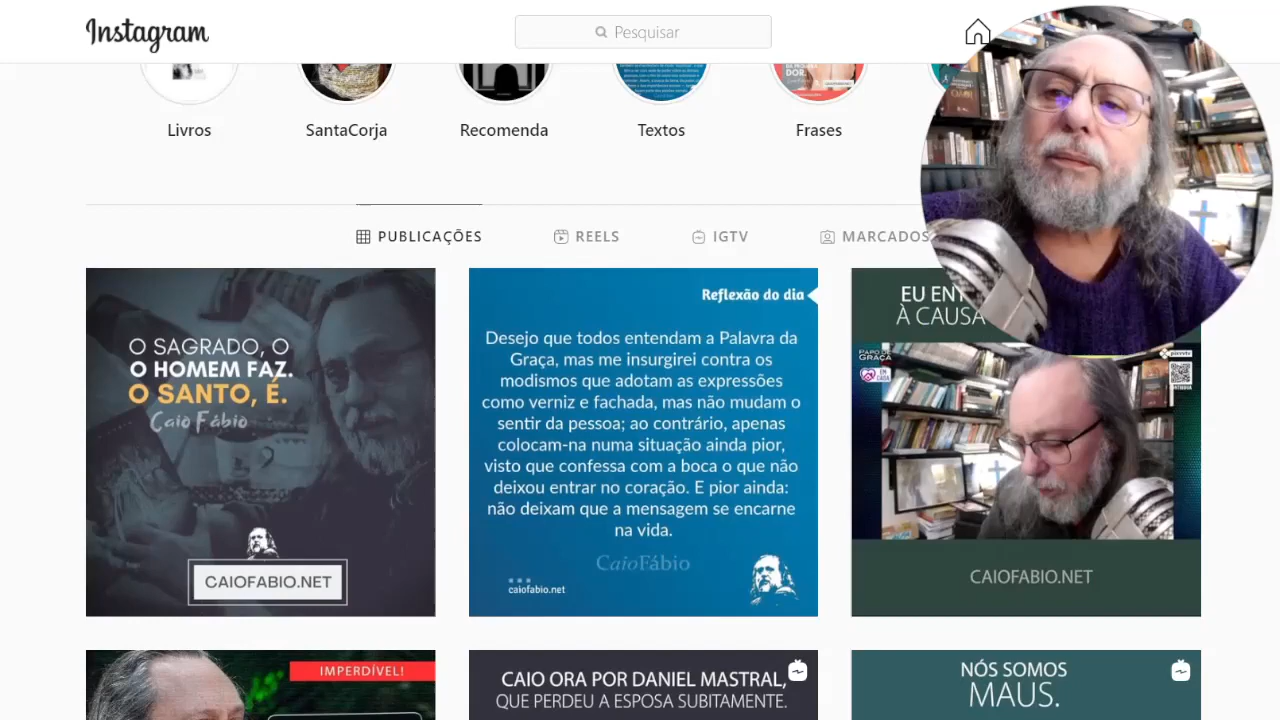 Instagram
Pesquisar
Livros
SantaCorja
Recomenda
Textos
Frases
PUBLICAÇÕES
REELS
IGTV
MARCADOS
O SAGRADO, O
O HOMEM FAZ.
O SANTO, É.
Caio Fábio
CAIOFABIO.NET
Reflexão do dia
Desejo que todos entendam a Palavra da
Graça, mas me insurgirei contra os
modismos que adotam as expressões
como verniz e fachada, mas não mudam o
sentir da pessoa; ao contrário, apenas
colocam-na numa situação ainda pior,
visto que confessa com a boca o que não
deixou entrar no coração. E pior ainda:
não deixam que a mensagem se encarne
na vida.
CaioFábio
caiofabio.net
EU
À CAUSA
PAPO DE
GRAÇA
CAIOFABIO.NET
IMPERDÍVEL!
CAIO ORA POR DANIEL MASTRAL,
QUE PERDEU A ESPOSA SUBITAMENTE.
NÓS SOMOS
MAUS.